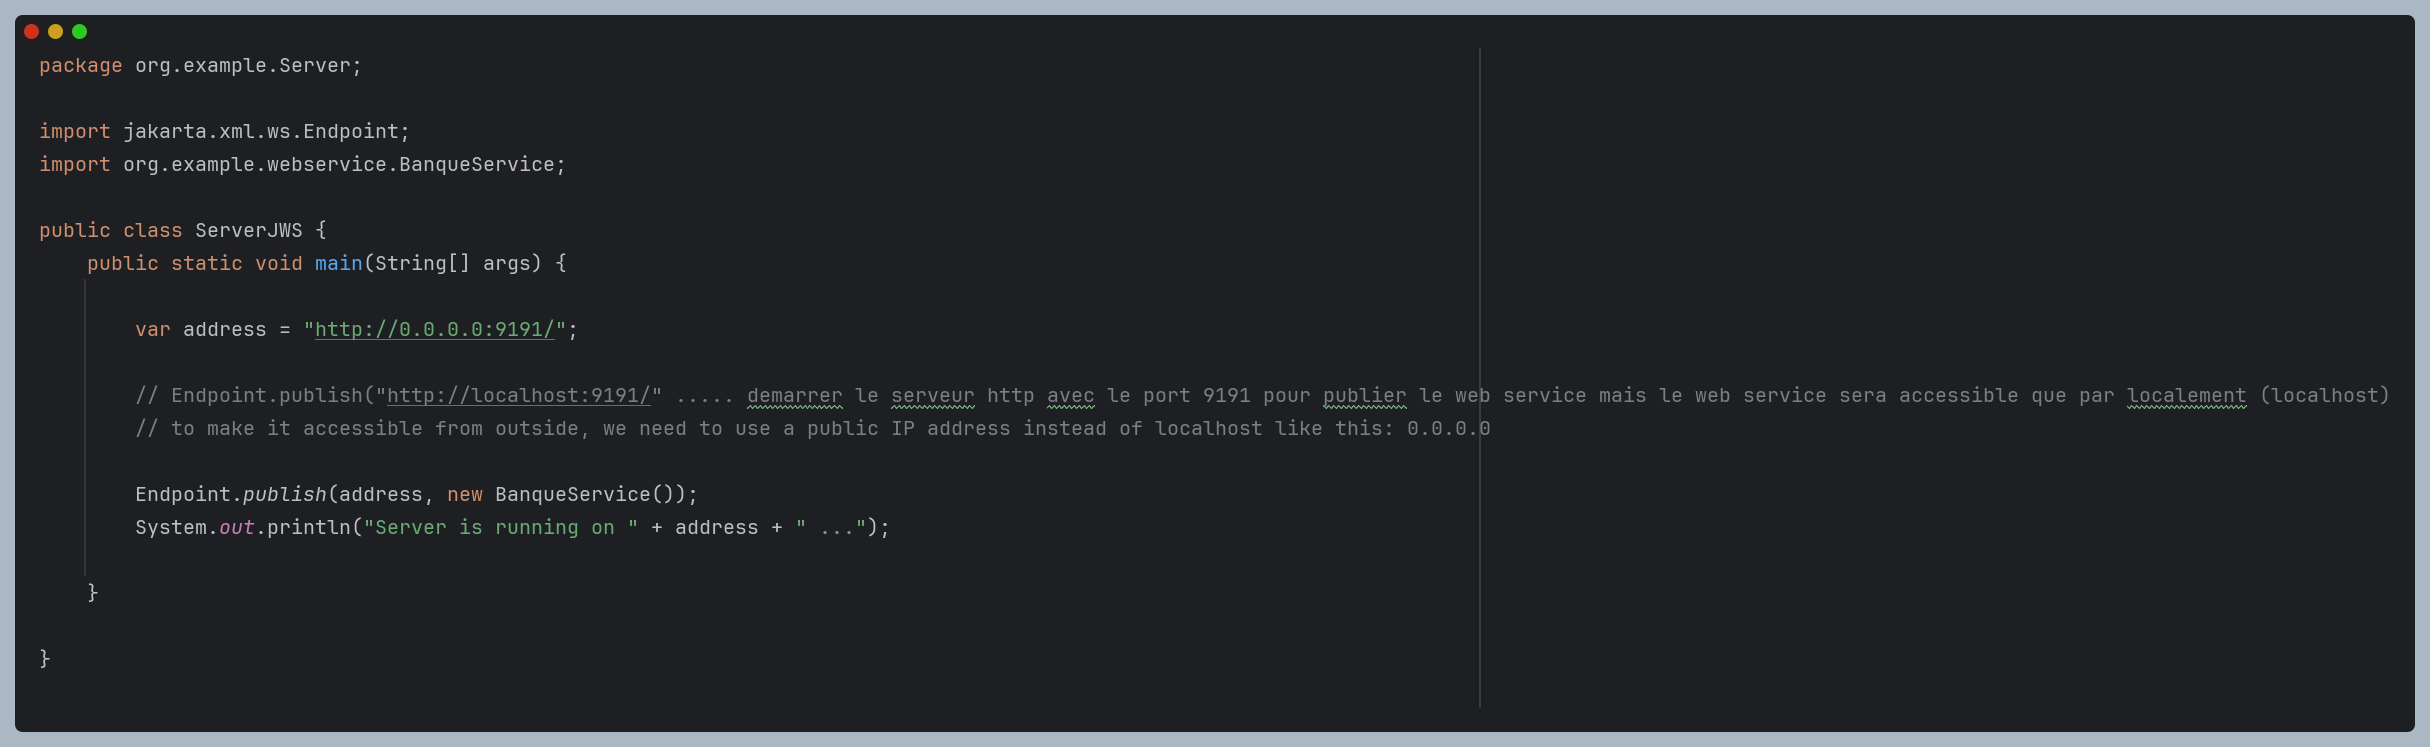 package org.example.Server;
import jakarta.xml.ws.Endpoint;
import org.example.webservice.BanqueService;
public class ServerJWS {
public static void main(String[] args) {
var address = "http://0.0.0.0:9191/";
// Endpoint.publish("http://localhost:9191/" ..... demarrer le serveur http avec le port 9191 pour publier le web service mais le web service sera accessible que par localement (localhost)
// to make it accessible from outside, we need to use a public IP address instead of localhost like this: 0.0.0.0
Endpoint.publish(address, new BanqueService());
System.out.println("Server is running on " + address + " ...");
}
}